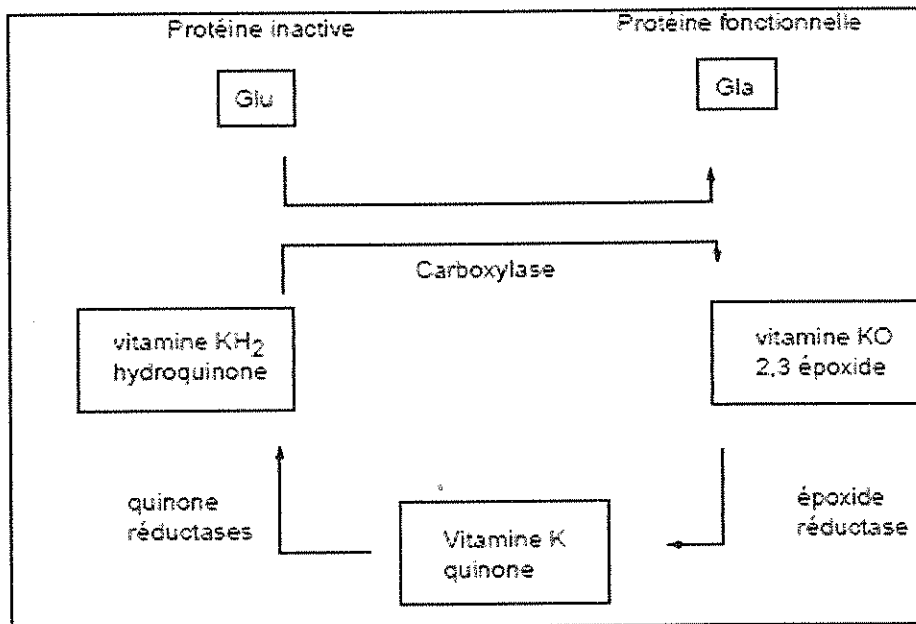 Protéine inactive
Protéine fonctionnelle
Glu
Gla
Carboxylase
vitamine KH2
hydroquinone
vitamine KO
2,3 époxide
quinone
réductases
époxide
réductase
Vitamine K
quinone